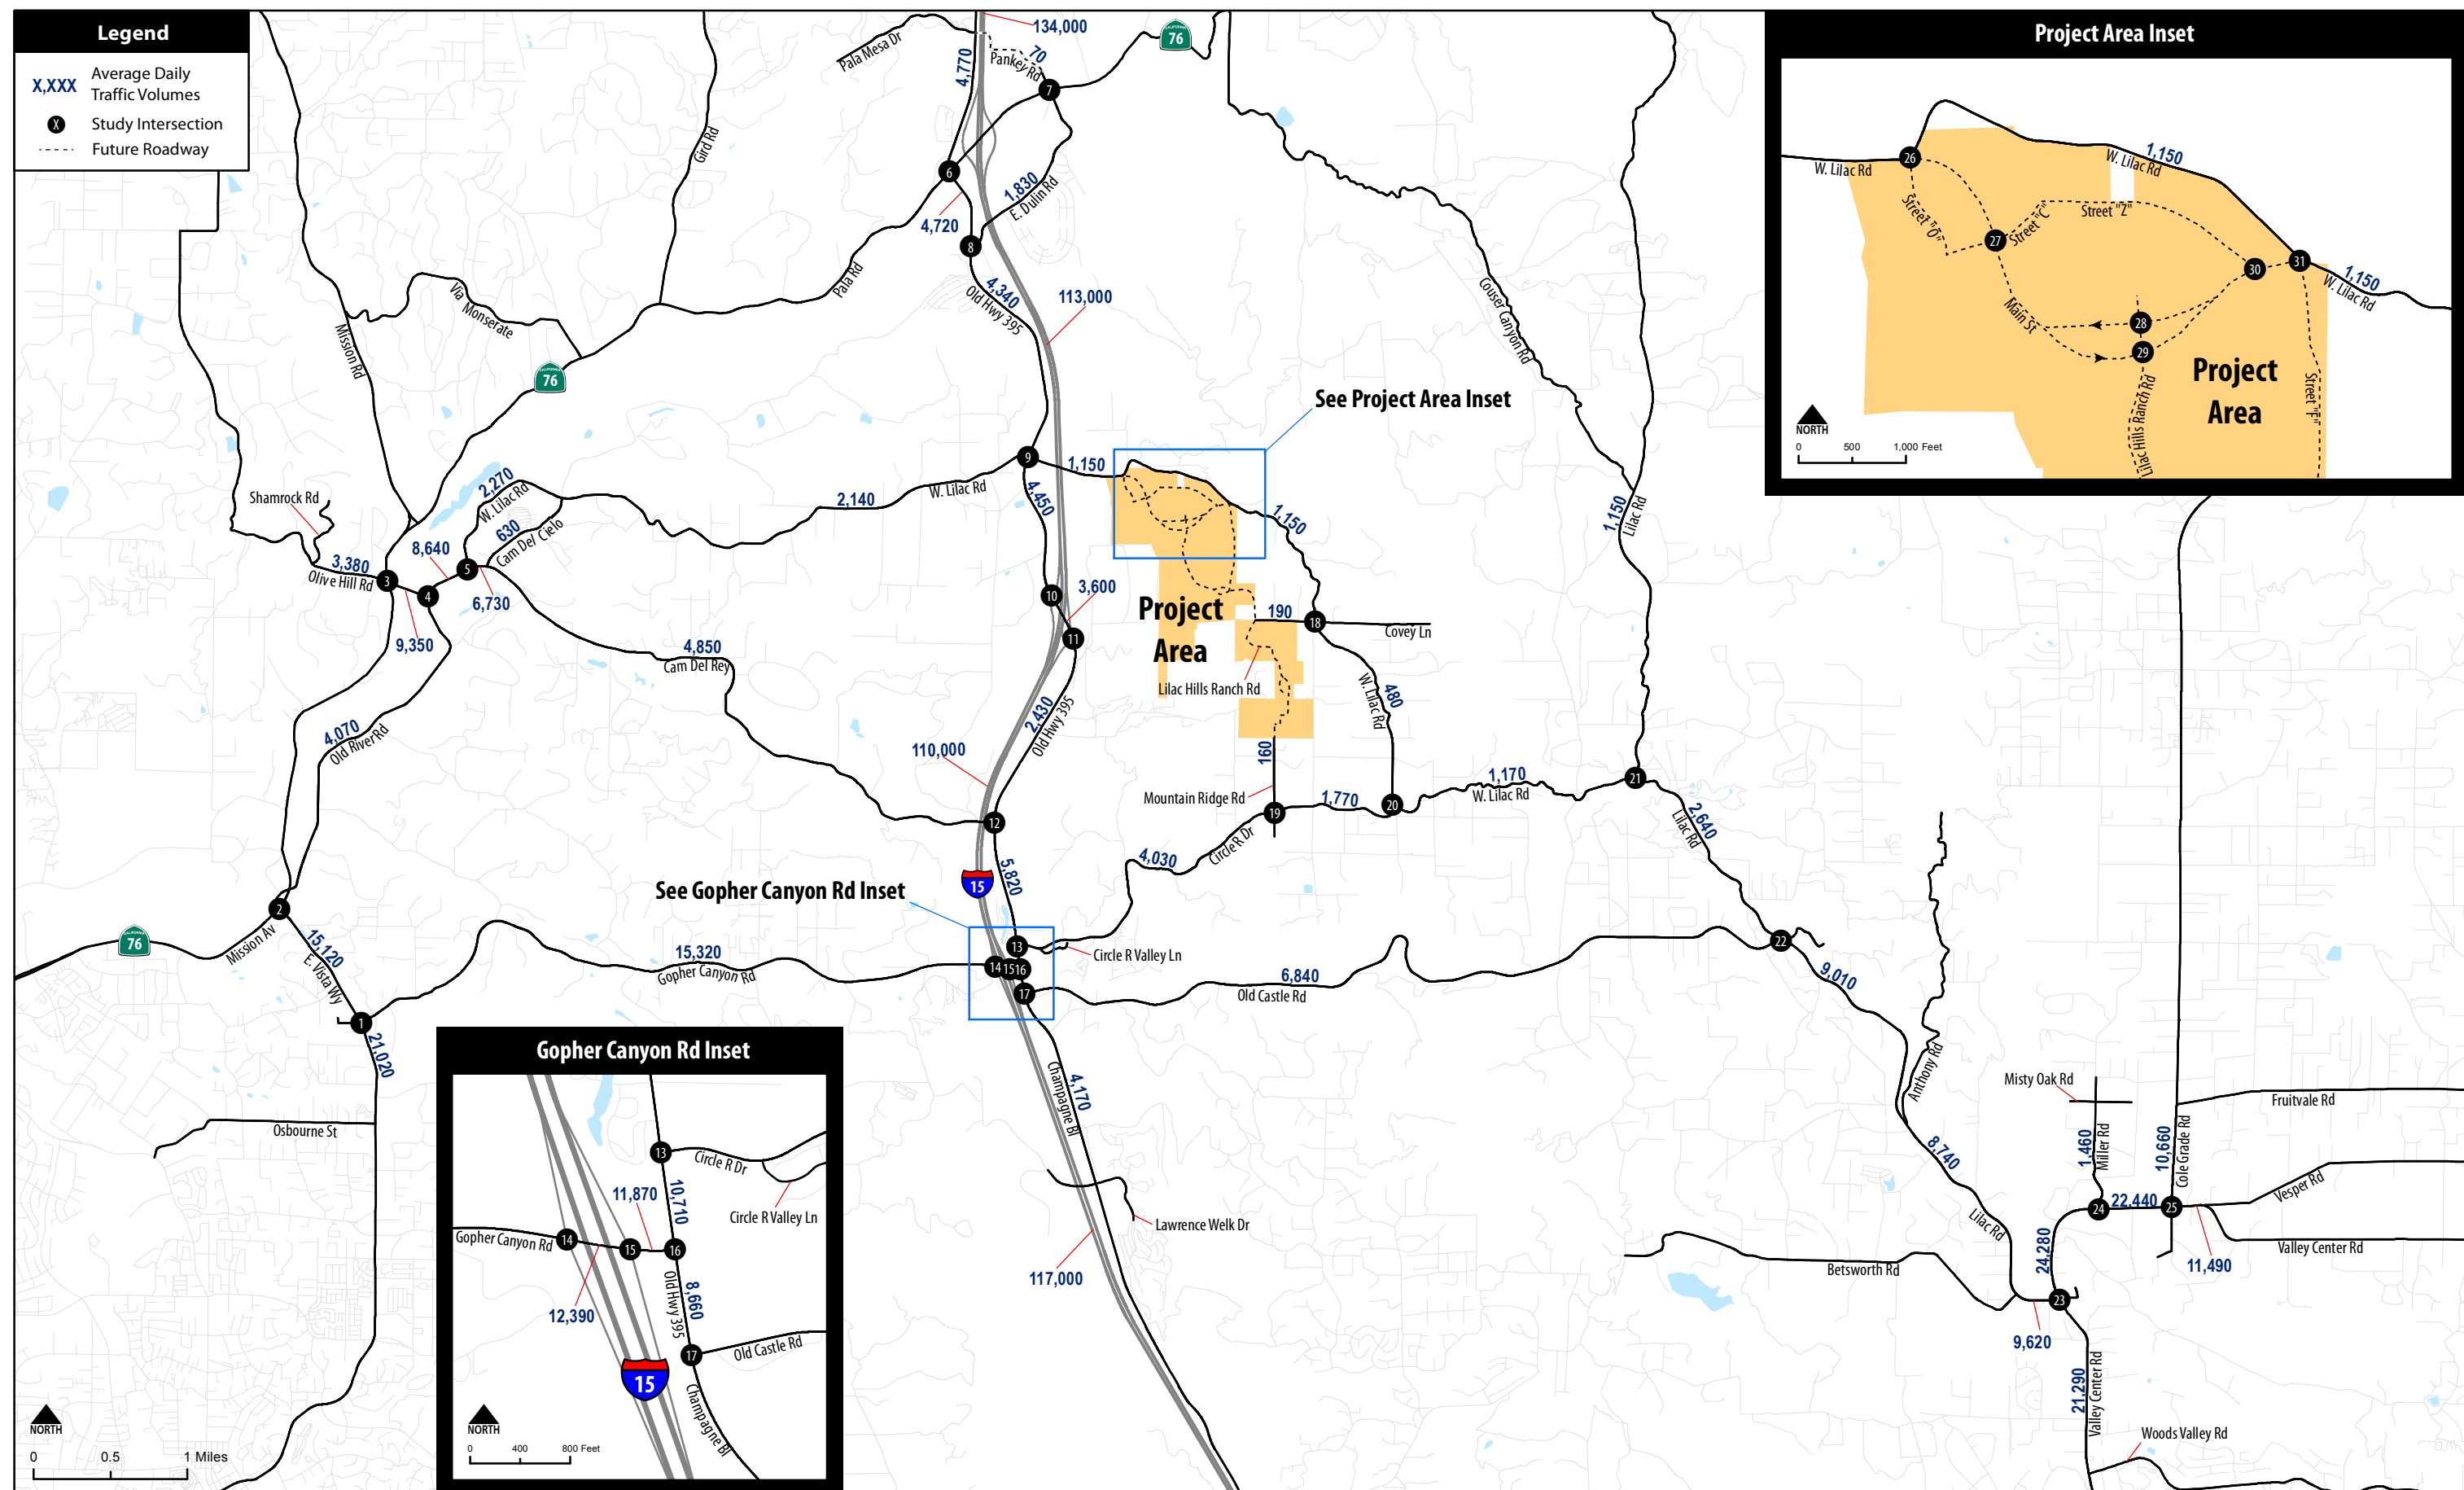 Legend
X,XXX
Average Daily
Traffic Volumes
X
Study Intersection
Future Roadway
134,000
4,770
Pala Mesa Dr
70
Pankey Rd
CALIFORNIA
76
7
6
1,830
E. Dulin Rd
4,720
8
Gird Rd
Pala Rd
4,340
Old Hwy 395
113,000
Via Monserate
Mission Rd
CALIFORNIA
76
Couser Canyon Rd
See Project Area Inset
9
1,150
4,450
W. Lilac Rd
2,140
2,270
W. Lilac Rd
630
Cam Del Cielo
Shamrock Rd
8,640
3,380
Olive Hill Rd
3
4
5
6,730
9,350
1,150
1,150
Lilac Rd
10
3,600
11
Project
Area
190
18
Covey Ln
4,850
Cam Del Rey
Lilac Hills Ranch Rd
W. Lilac Rd
480
2,430
Old Hwy 395
110,000
4,070
Old River Rd
160
Mountain Ridge Rd
19
1,770
20
1,170
W. Lilac Rd
21
12
2,640
Lilac Rd
4,030
Circle R Dr
5,820
15
See Gopher Canyon Rd Inset
2
CALIFORNIA
76
Mission Av
15,120
E. Vista Wy
15,320
Gopher Canyon Rd
13
14
15
16
17
Circle R Valley Ln
6,840
Old Castle Rd
22
9,010
1
21,020
Osbourne St
Champagne Bl
4,170
Lawrence Welk Dr
117,000
Anthony Rd
Misty Oak Rd
Fruitvale Rd
1,460
Miller Rd
10,660
Cole Grade Rd
8,740
Lilac Rd
24
22,440
25
Vesper Rd
Valley Center Rd
11,490
24,280
Betsworth Rd
23
9,620
21,290
Valley Center Rd
Woods Valley Rd
NORTH
0
0.5
1 Miles
Gopher Canyon Rd Inset
13
Circle R Dr
11,870
10,710
Circle R Valley Ln
Gopher Canyon Rd
14
15
16
12,390
Old Hwy 395
8,660
17
Old Castle Rd
15
Champagne Bl
NORTH
0
400
800 Feet
Project Area Inset
26
W. Lilac Rd
1,150
W. Lilac Rd
Street "O"
27
Street "C"
Street "Z"
30
31
1,150
W. Lilac Rd
Main St
28
29
Lilac Hills Ranch Rd
Street "F"
Project
Area
NORTH
0
500
1,000 Feet